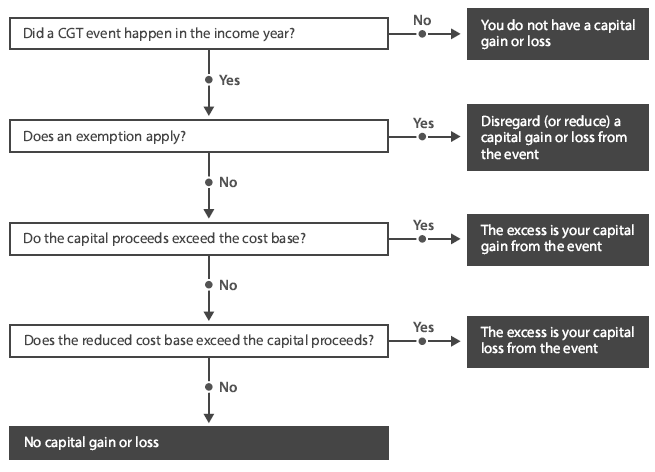 Did a CGT event happen in the income year?
No
You do not have a capital
gain or loss
Yes
Does an exemption apply?
Yes
Disregard (or reduce) a
capital gain or loss from
the event
No
Do the capital proceeds exceed the cost base?
Yes
The excess is your capital
gain from the event
No
Does the reduced cost base exceed the capital proceeds?
Yes
The excess is your capital
loss from the event
No
No capital gain or loss